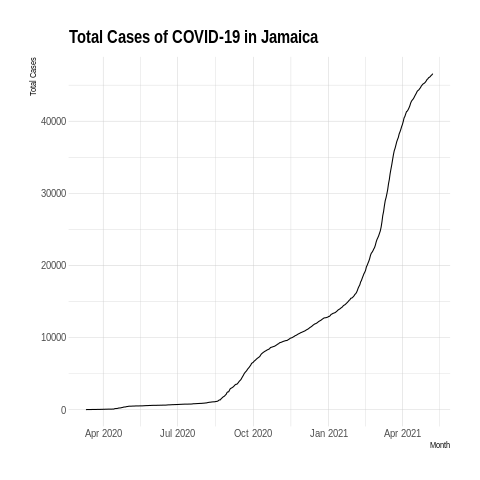 Total Cases of COVID-19 in Jamaica
Total Cases
40000
30000
20000
10000
0
Apr 2020
Jul 2020
Oct 2020
Jan 2021
Apr 2021
Month